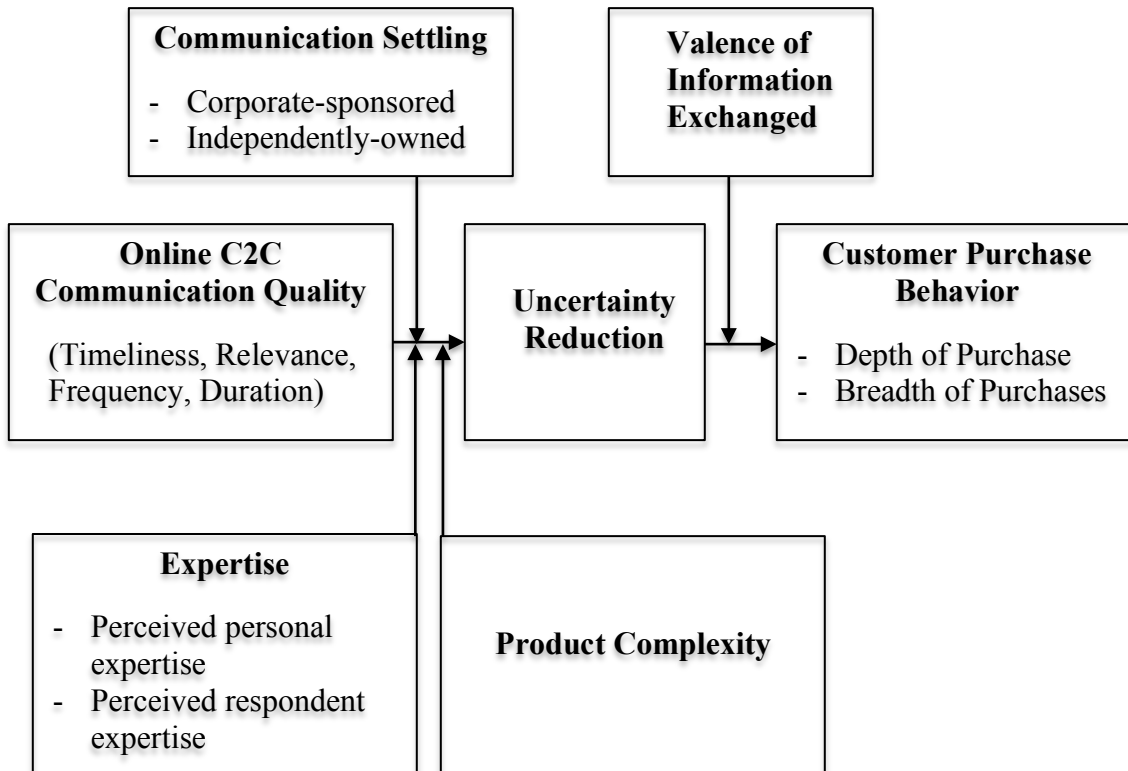 Communication Settling
- Corporate-sponsored
- Independently-owned
Valence of
Information
Exchanged
Online C2C
Communication Quality
(Timeliness, Relevance,
Frequency, Duration)
Uncertainty
Reduction
Customer Purchase
Behavior
- Depth of Purchase
- Breadth of Purchases
Expertise
- Perceived personal
expertise
- Perceived respondent
expertise
Product Complexity